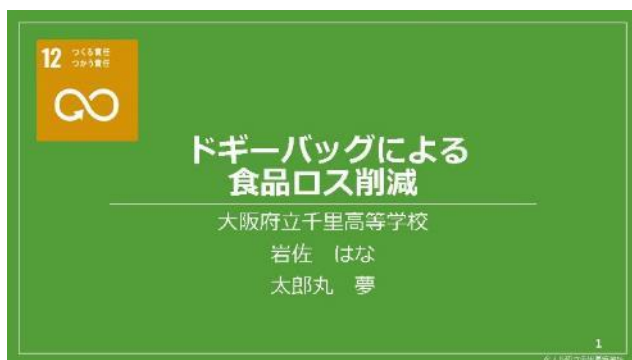 12 つくる責任
つかう責任
ドギーバッグによる
食品ロス削減
大阪府立千里高等学校
岩佐　はな
太郎丸　夢
1